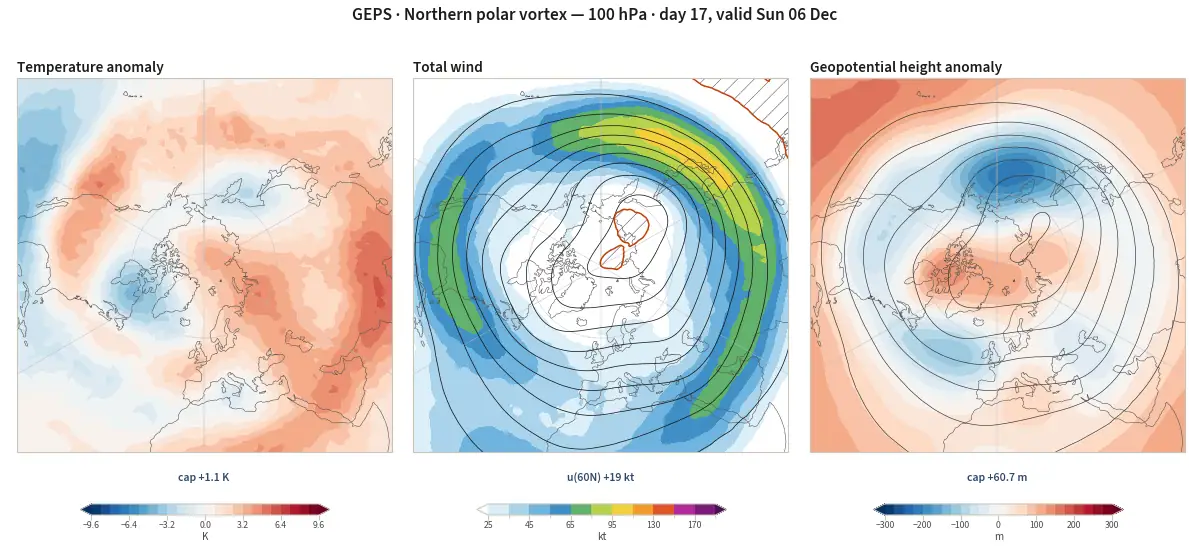 GEPS · Northern polar vortex — 100 hPa · day 17, valid Sun 06 Dec
Temperature anomaly
Total wind
Geopotential height anomaly
cap +1.1 K
u(60N) +19 kt
cap +60.7 m
−9.6 −6.4 −3.2 0.0 3.2 6.4 9.6
K
25 45 65 95 130 170
kt
−300 −200 −100 0 100 200 300
m